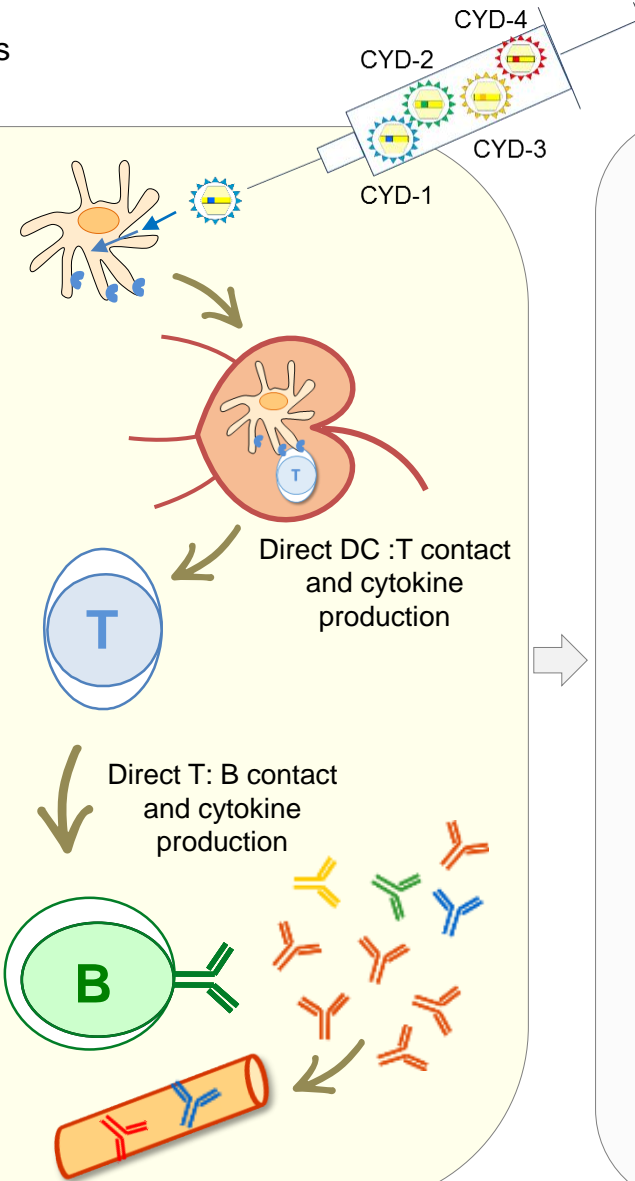 s
CYD-4
CYD-2
CYD-3
CYD-1
T
Direct DC :T contact
and cytokine
production
T
Direct T: B contact
and cytokine
production
B